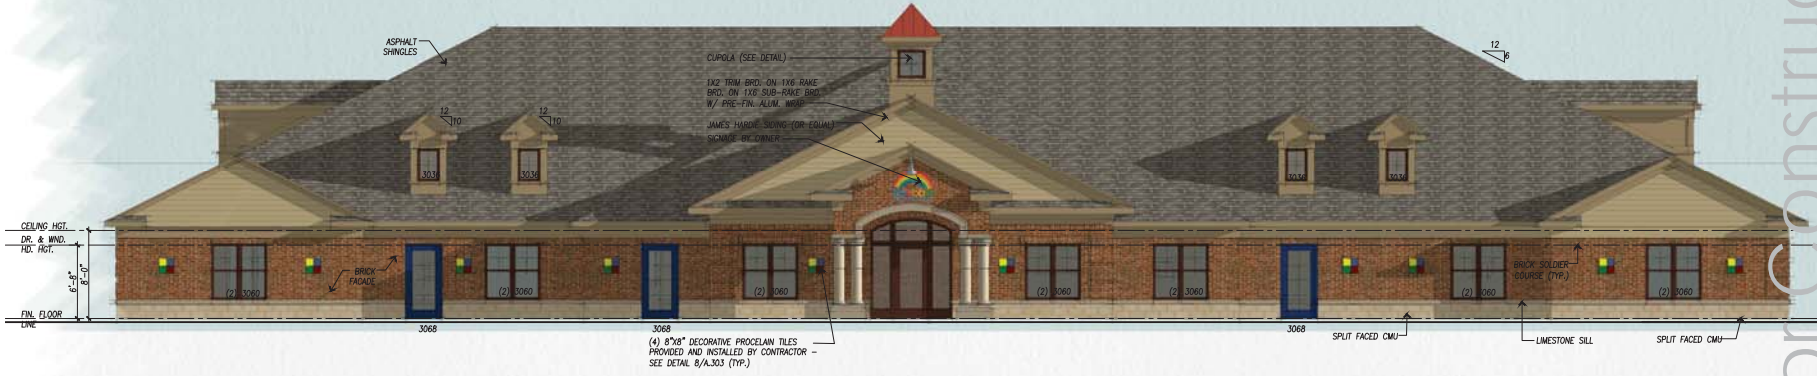 ASPHALT
SHINGLES
12
6
CUPOLA (SEE DETAIL)
1X2 TRIM BRD. ON 1X6 RAKE
BRD. ON 1X6 SUB-RAKE BRD.
W/ PRE-FIN. ALUM. WRAP
JAMES HARDIE SIDING (OR EQUAL)
SIGNAGE BY OWNER
12
10
12
10
3036
3036
3036
3036
CEILING HGT.
DR. & WND.
HD. HGT.
6'-8"
8'-0"
FIN. FLOOR
LINE
BRICK
FACADE
BRICK SOLDIER
COURSE (TYP.)
(2) 3060
(2) 3060
(2) 3060
(2) 3060
(2) 3060
(2) 3060
(2) 3060
3068
3068
3068
(4) 8"X8" DECORATIVE PROCELAIN TILES
PROVIDED AND INSTALLED BY CONTRACTOR -
SEE DETAIL 8/A.303 (TYP.)
SPLIT FACED CMU
LIMESTONE SILL
SPLIT FACED CMU
on Construc